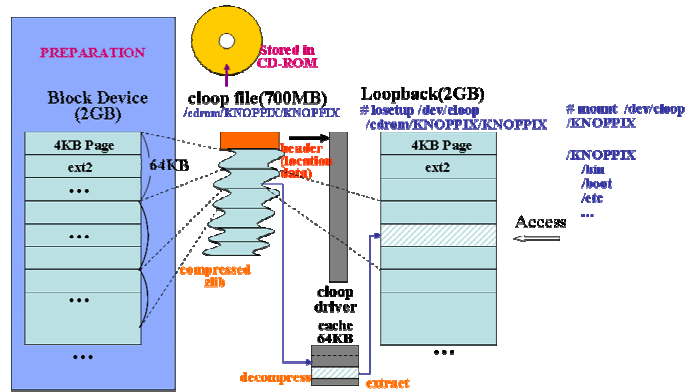 PREPARATION
Block Device
(2GB)
4KB Page
ext2
•••
•••
•••
•••
64KB
Stored in
CD-ROM
cloop file(700MB)
/cdrom/KNOPPIX/KNOPPIX
header
(location
data)
compressed
zlib
cloop
driver
cache
64KB
decompress
extract
Loopback(2GB)
# losetup /dev/cloop
/cdrom/KNOPPIX/KNOPPIX
4KB Page
ext2
•••
# mount /dev/cloop
/KNOPPIX
/KNOPPIX
/bin
/boot
/etc
...
Access